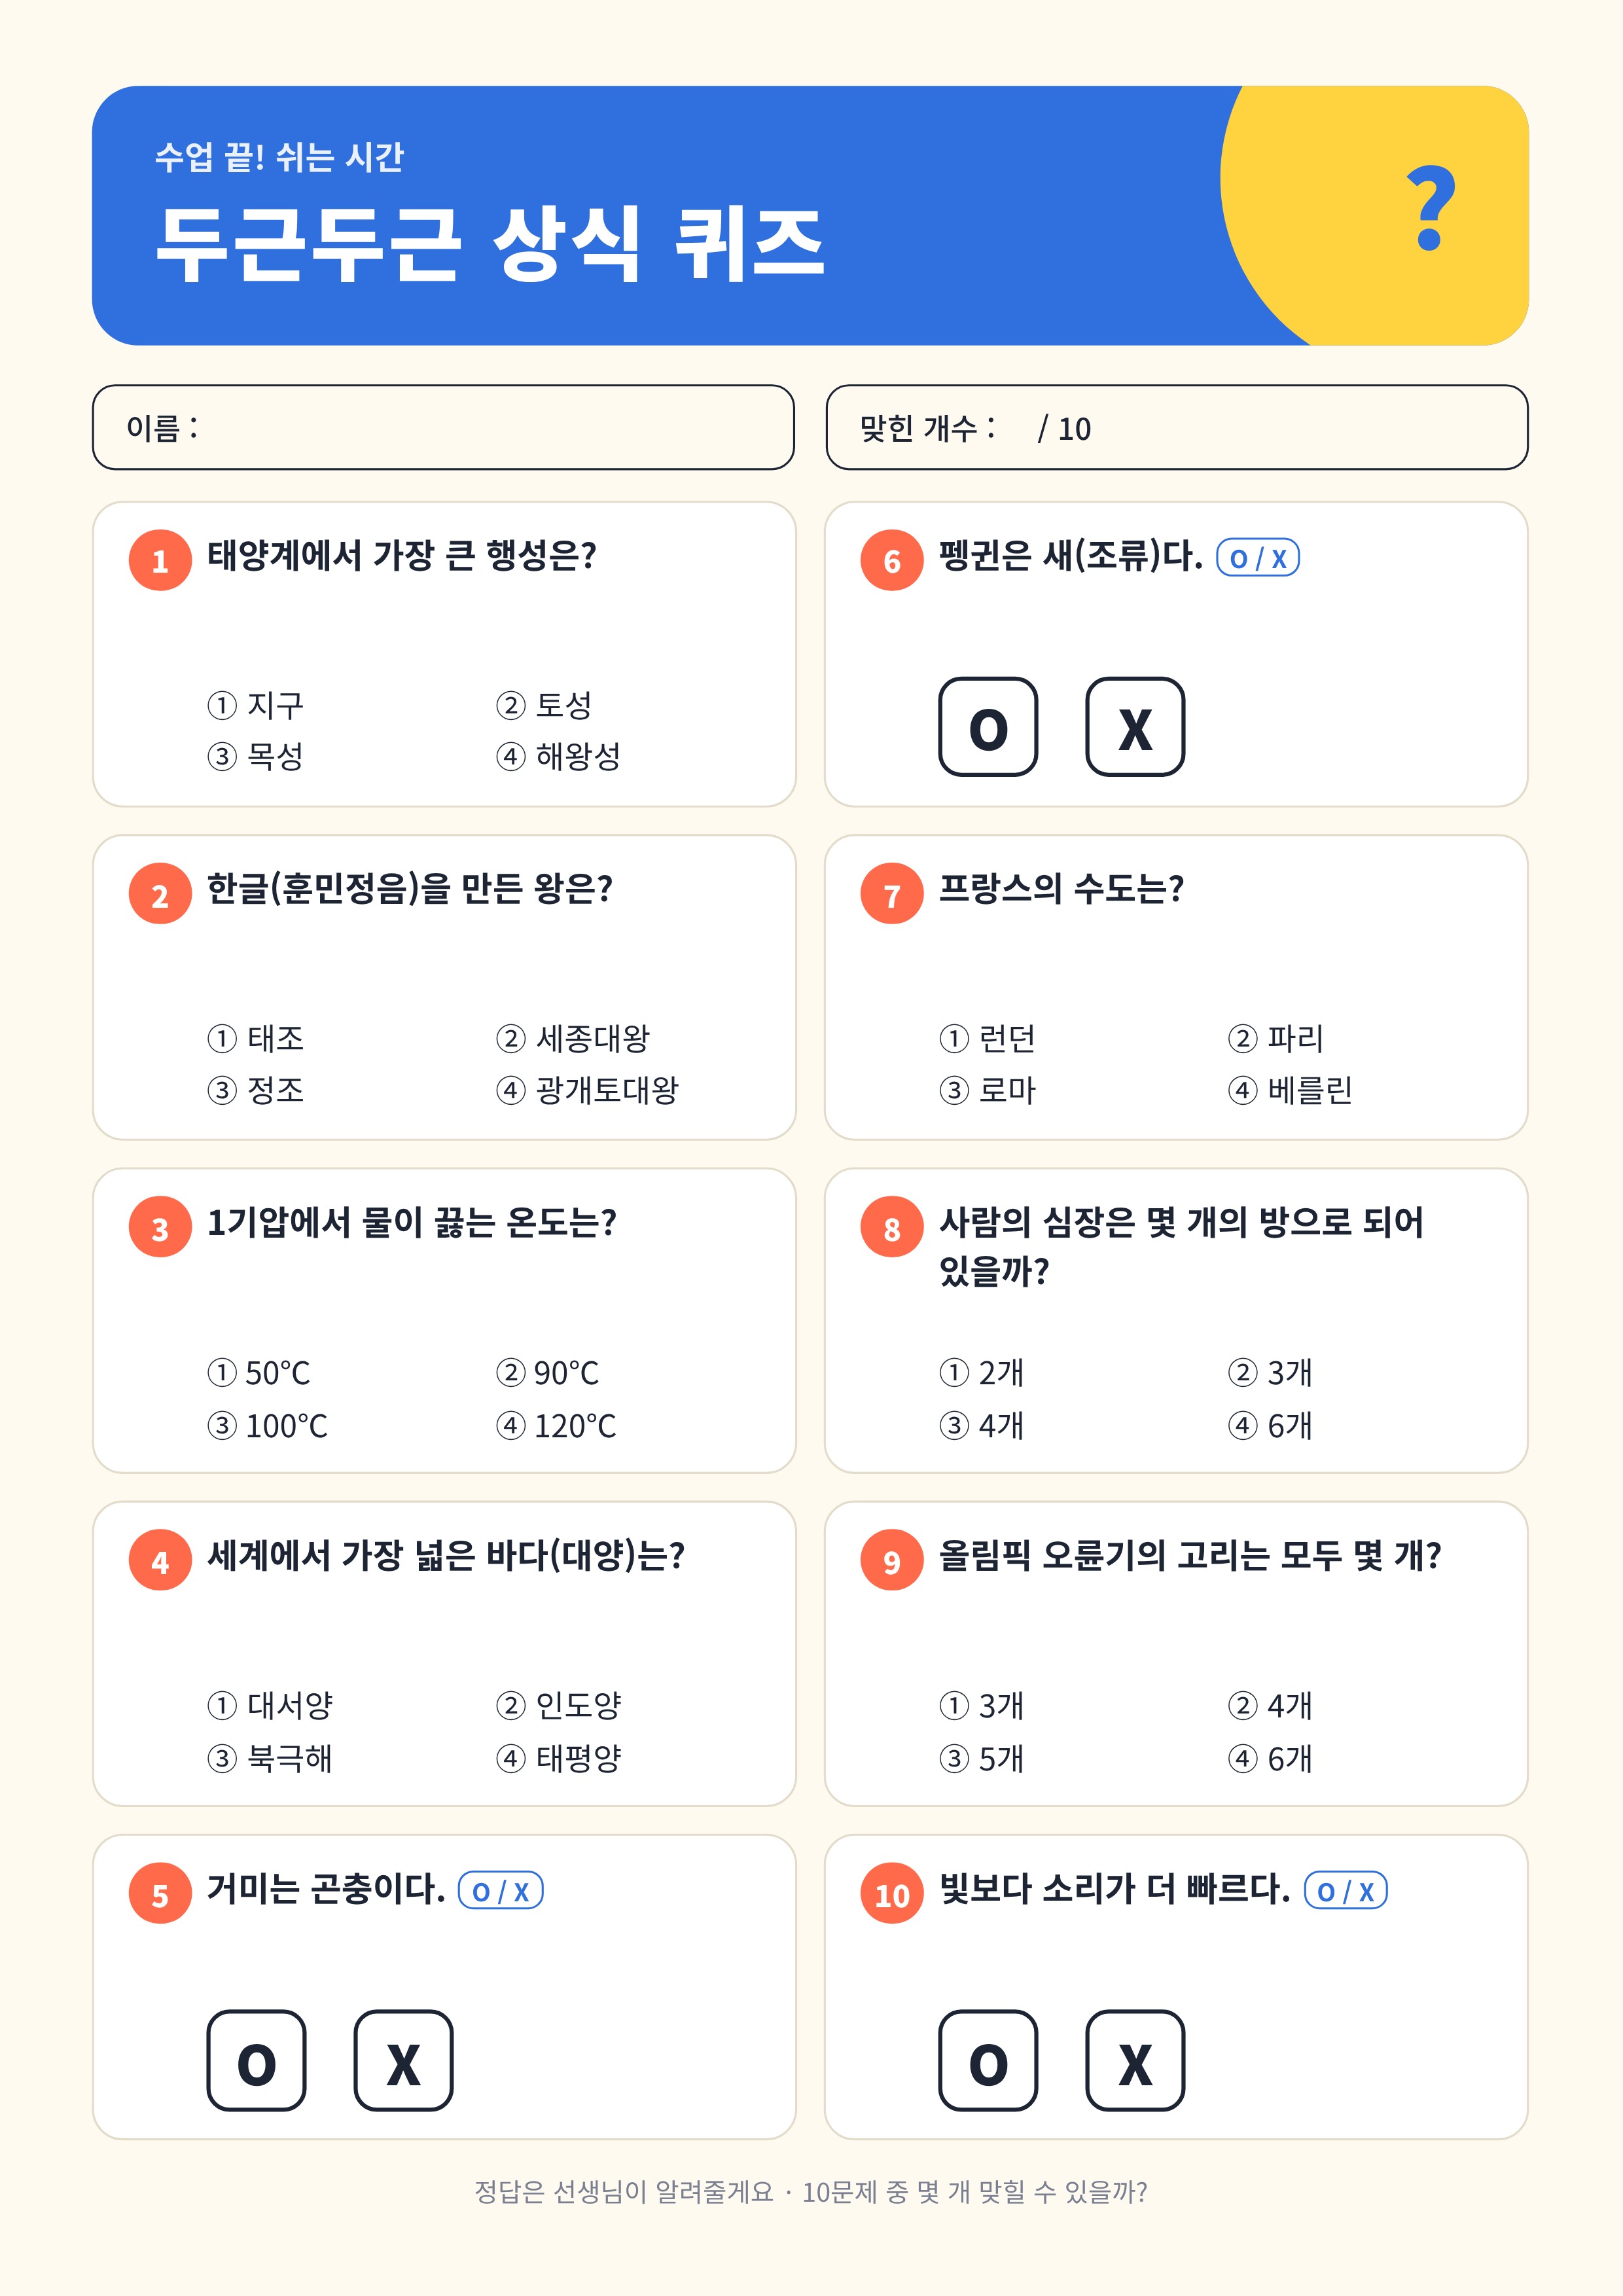 수업 끝! 쉬는 시간
두근두근 상식 퀴즈
?
이름 :
맞힌 개수 : / 10
1 태양계에서 가장 큰 행성은?
① 지구 ② 토성
③ 목성 ④ 해왕성
2 한글(훈민정음)을 만든 왕은?
① 태조 ② 세종대왕
③ 정조 ④ 광개토대왕
3 1기압에서 물이 끓는 온도는?
① 50℃ ② 90℃
③ 100℃ ④ 120℃
4 세계에서 가장 넓은 바다(대양)는?
① 대서양 ② 인도양
③ 북극해 ④ 태평양
5 거미는 곤충이다. O / X
O X
6 펭귄은 새(조류)다. O / X
O X
7 프랑스의 수도는?
① 런던 ② 파리
③ 로마 ④ 베를린
8 사람의 심장은 몇 개의 방으로 되어
있을까?
① 2개 ② 3개
③ 4개 ④ 6개
9 올림픽 오륜기의 고리는 모두 몇 개?
① 3개 ② 4개
③ 5개 ④ 6개
10 빛보다 소리가 더 빠르다. O / X
O X
정답은 선생님이 알려줄게요 · 10문제 중 몇 개 맞힐 수 있을까?